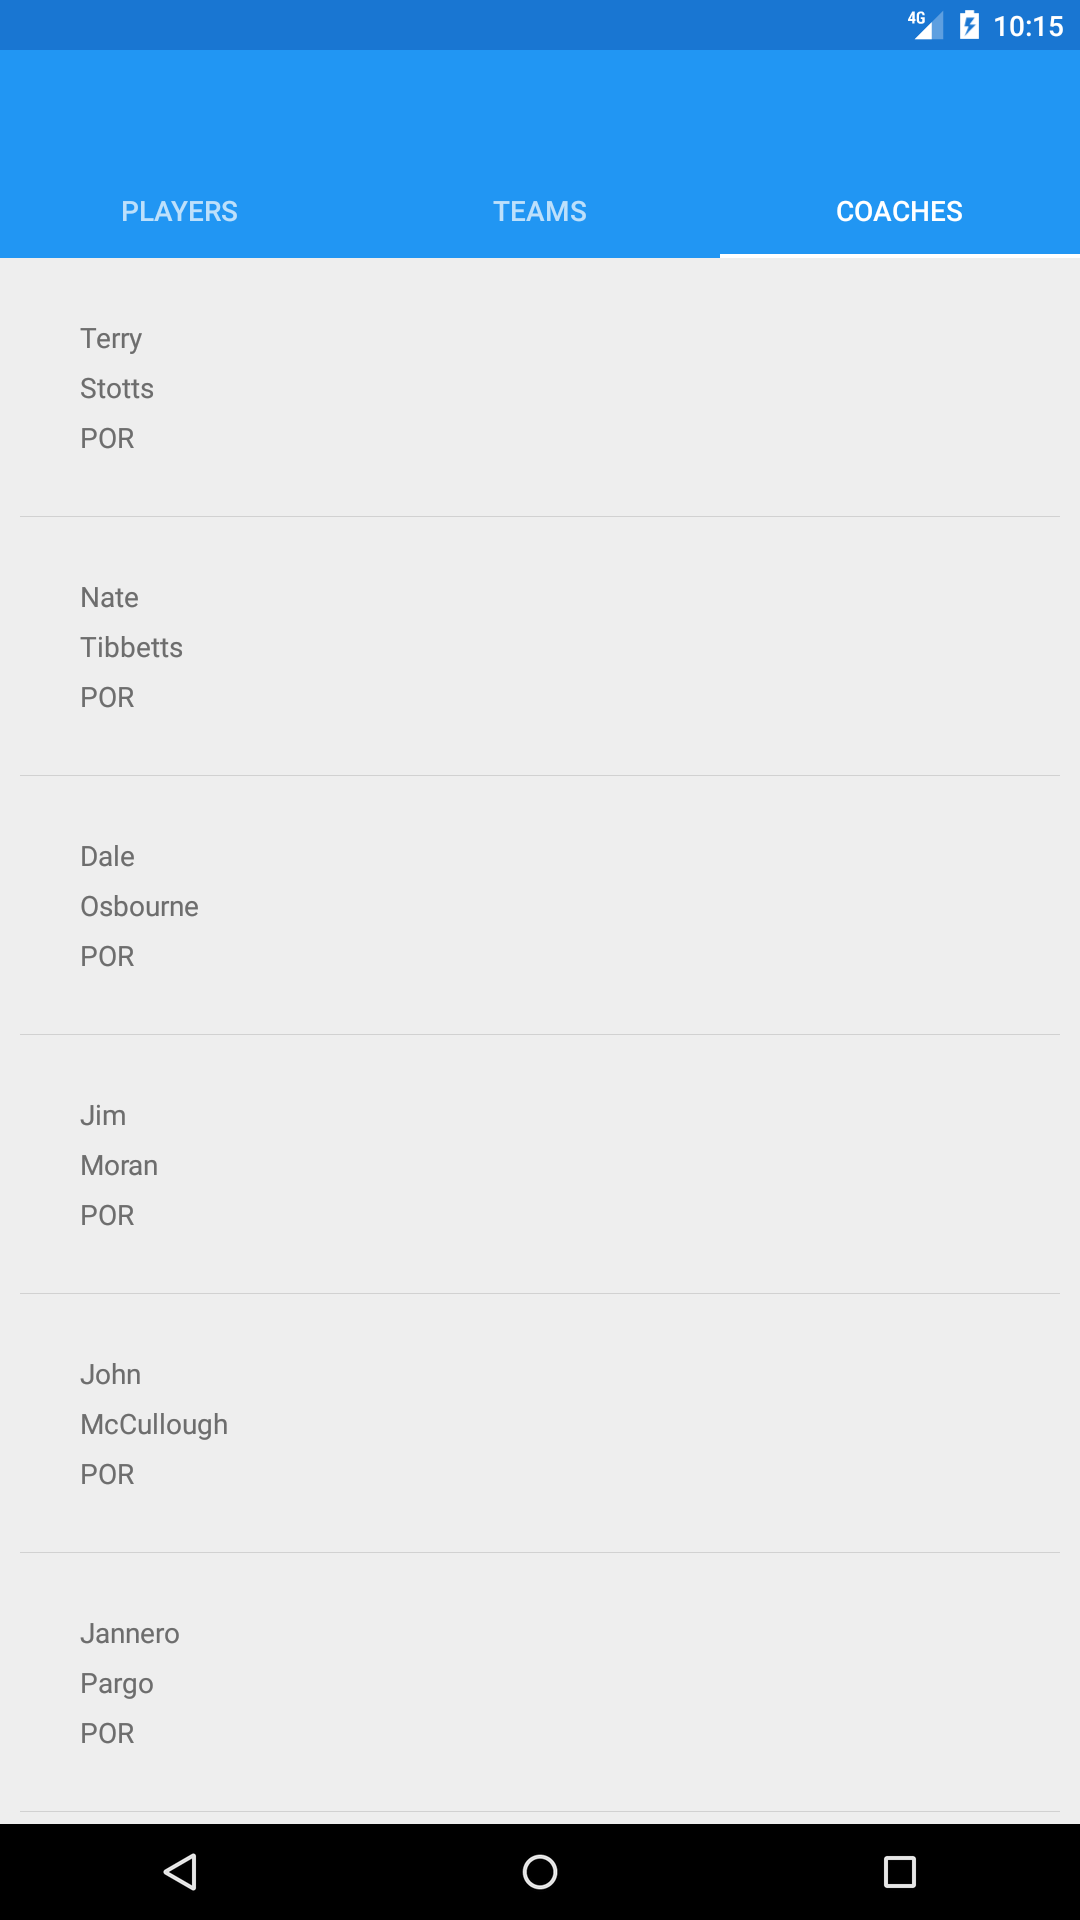 4G 10:15
PLAYERS TEAMS COACHES
Terry
Stotts
POR
Nate
Tibbetts
POR
Dale
Osbourne
POR
Jim
Moran
POR
John
McCullough
POR
Jannero
Pargo
POR